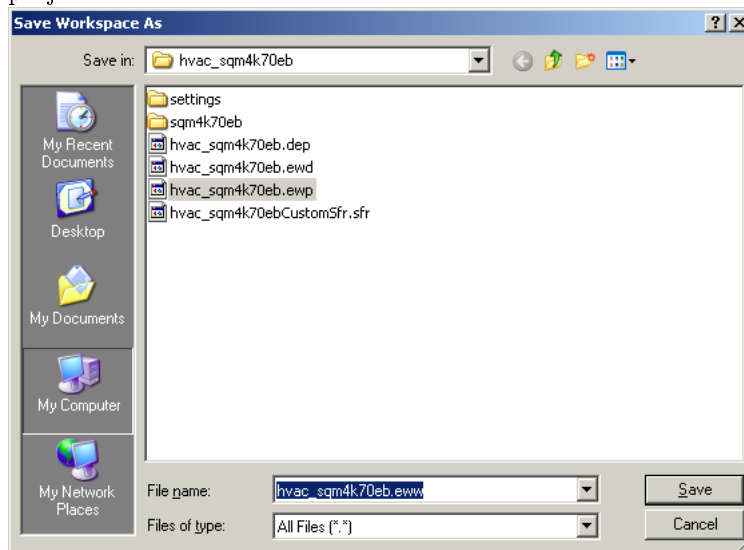 Save Workspace As
Save in: hvac_sqm4k70eb
settings
sqm4k70eb
hvac_sqm4k70eb.dep
hvac_sqm4k70eb.ewd
hvac_sqm4k70eb.ewp
hvac_sqm4k70ebCustomSfr.sfr
My Recent
Documents
Desktop
My Documents
My Computer
My Network
Places
File name: hvac_sqm4k70eb.eww Save
Files of type: All Files (*.*) Cancel